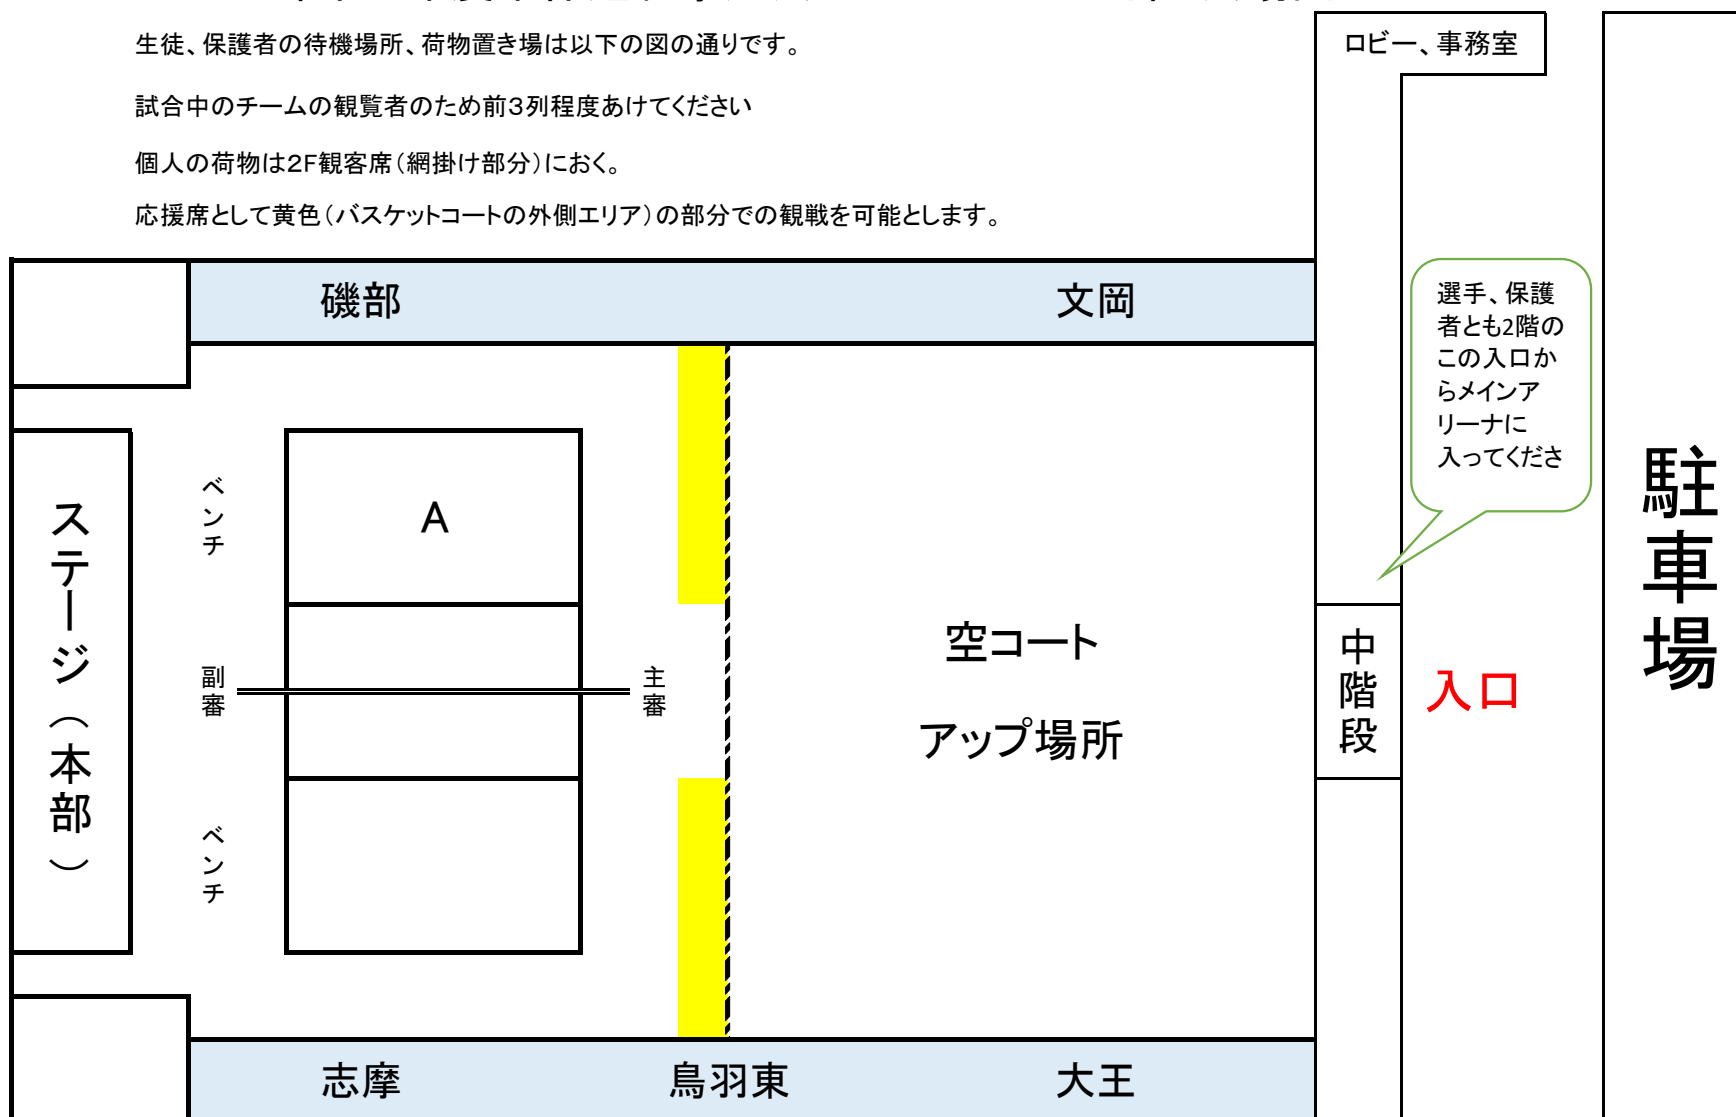 生徒、保護者の待機場所、荷物置き場は以下の図の通りです。
ロビー、事務室
試合中のチームの観覧者のため前３列程度あけてください
個人の荷物は２Ｆ観客席（網掛け部分）におく。
応援席として黄色（バスケットコートの外側エリア）の部分での観戦を可能とします。
磯部
文岡
選手、保護
者とも2階の
この入口か
らメインア
リーナに
入ってくださ
駐車場
ステージ（本部）
ベンチ
A
副審
主審
空コート
アップ場所
中階段
入口
ベンチ
志摩
鳥羽東
大王